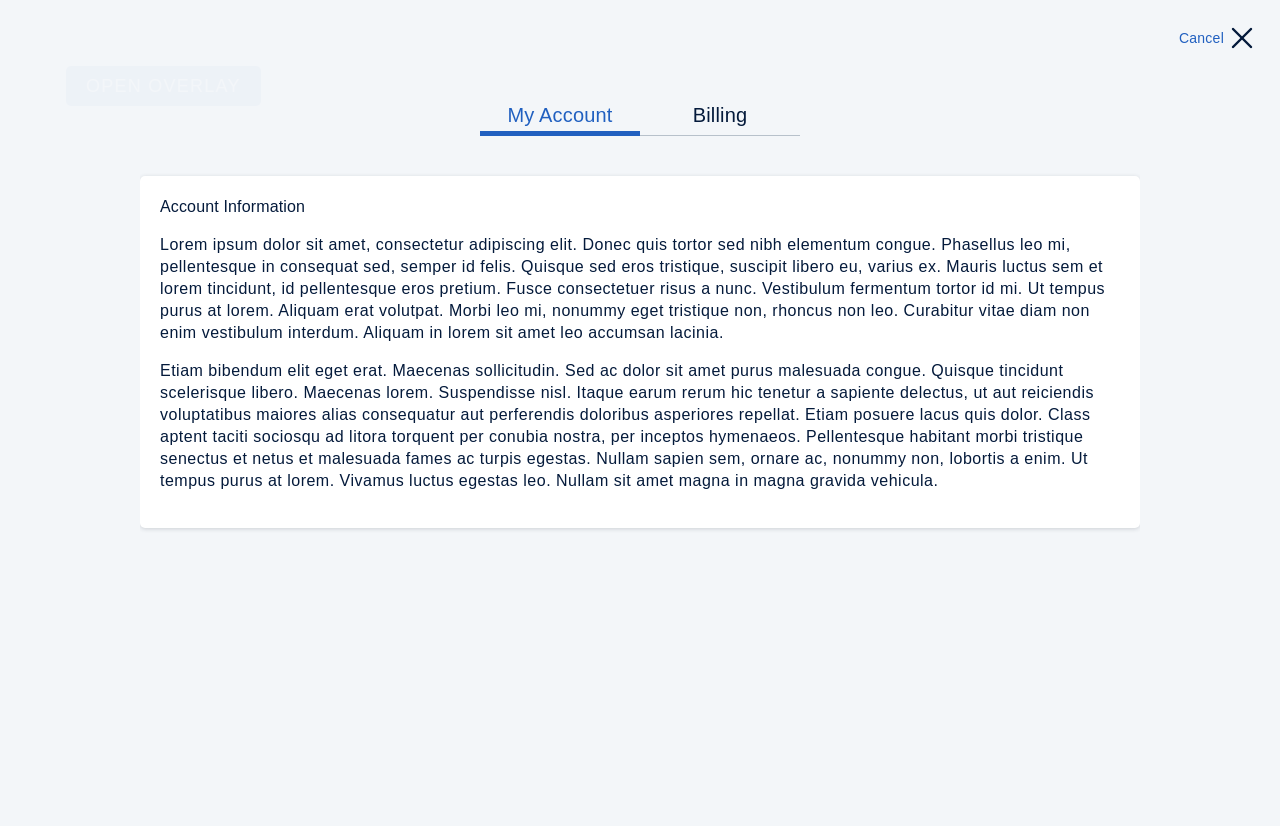 Cancel
OPEN OVERLAY
My Account
Billing
Account Information
Lorem ipsum dolor sit amet, consectetur adipiscing elit. Donec quis tortor sed nibh elementum congue. Phasellus leo mi,
pellentesque in consequat sed, semper id felis. Quisque sed eros tristique, suscipit libero eu, varius ex. Mauris luctus sem et
lorem tincidunt, id pellentesque eros pretium. Fusce consectetuer risus a nunc. Vestibulum fermentum tortor id mi. Ut tempus
purus at lorem. Aliquam erat volutpat. Morbi leo mi, nonummy eget tristique non, rhoncus non leo. Curabitur vitae diam non
enim vestibulum interdum. Aliquam in lorem sit amet leo accumsan lacinia.
Etiam bibendum elit eget erat. Maecenas sollicitudin. Sed ac dolor sit amet purus malesuada congue. Quisque tincidunt
scelerisque libero. Maecenas lorem. Suspendisse nisl. Itaque earum rerum hic tenetur a sapiente delectus, ut aut reiciendis
voluptatibus maiores alias consequatur aut perferendis doloribus asperiores repellat. Etiam posuere lacus quis dolor. Class
aptent taciti sociosqu ad litora torquent per conubia nostra, per inceptos hymenaeos. Pellentesque habitant morbi tristique
senectus et netus et malesuada fames ac turpis egestas. Nullam sapien sem, ornare ac, nonummy non, lobortis a enim. Ut
tempus purus at lorem. Vivamus luctus egestas leo. Nullam sit amet magna in magna gravida vehicula.